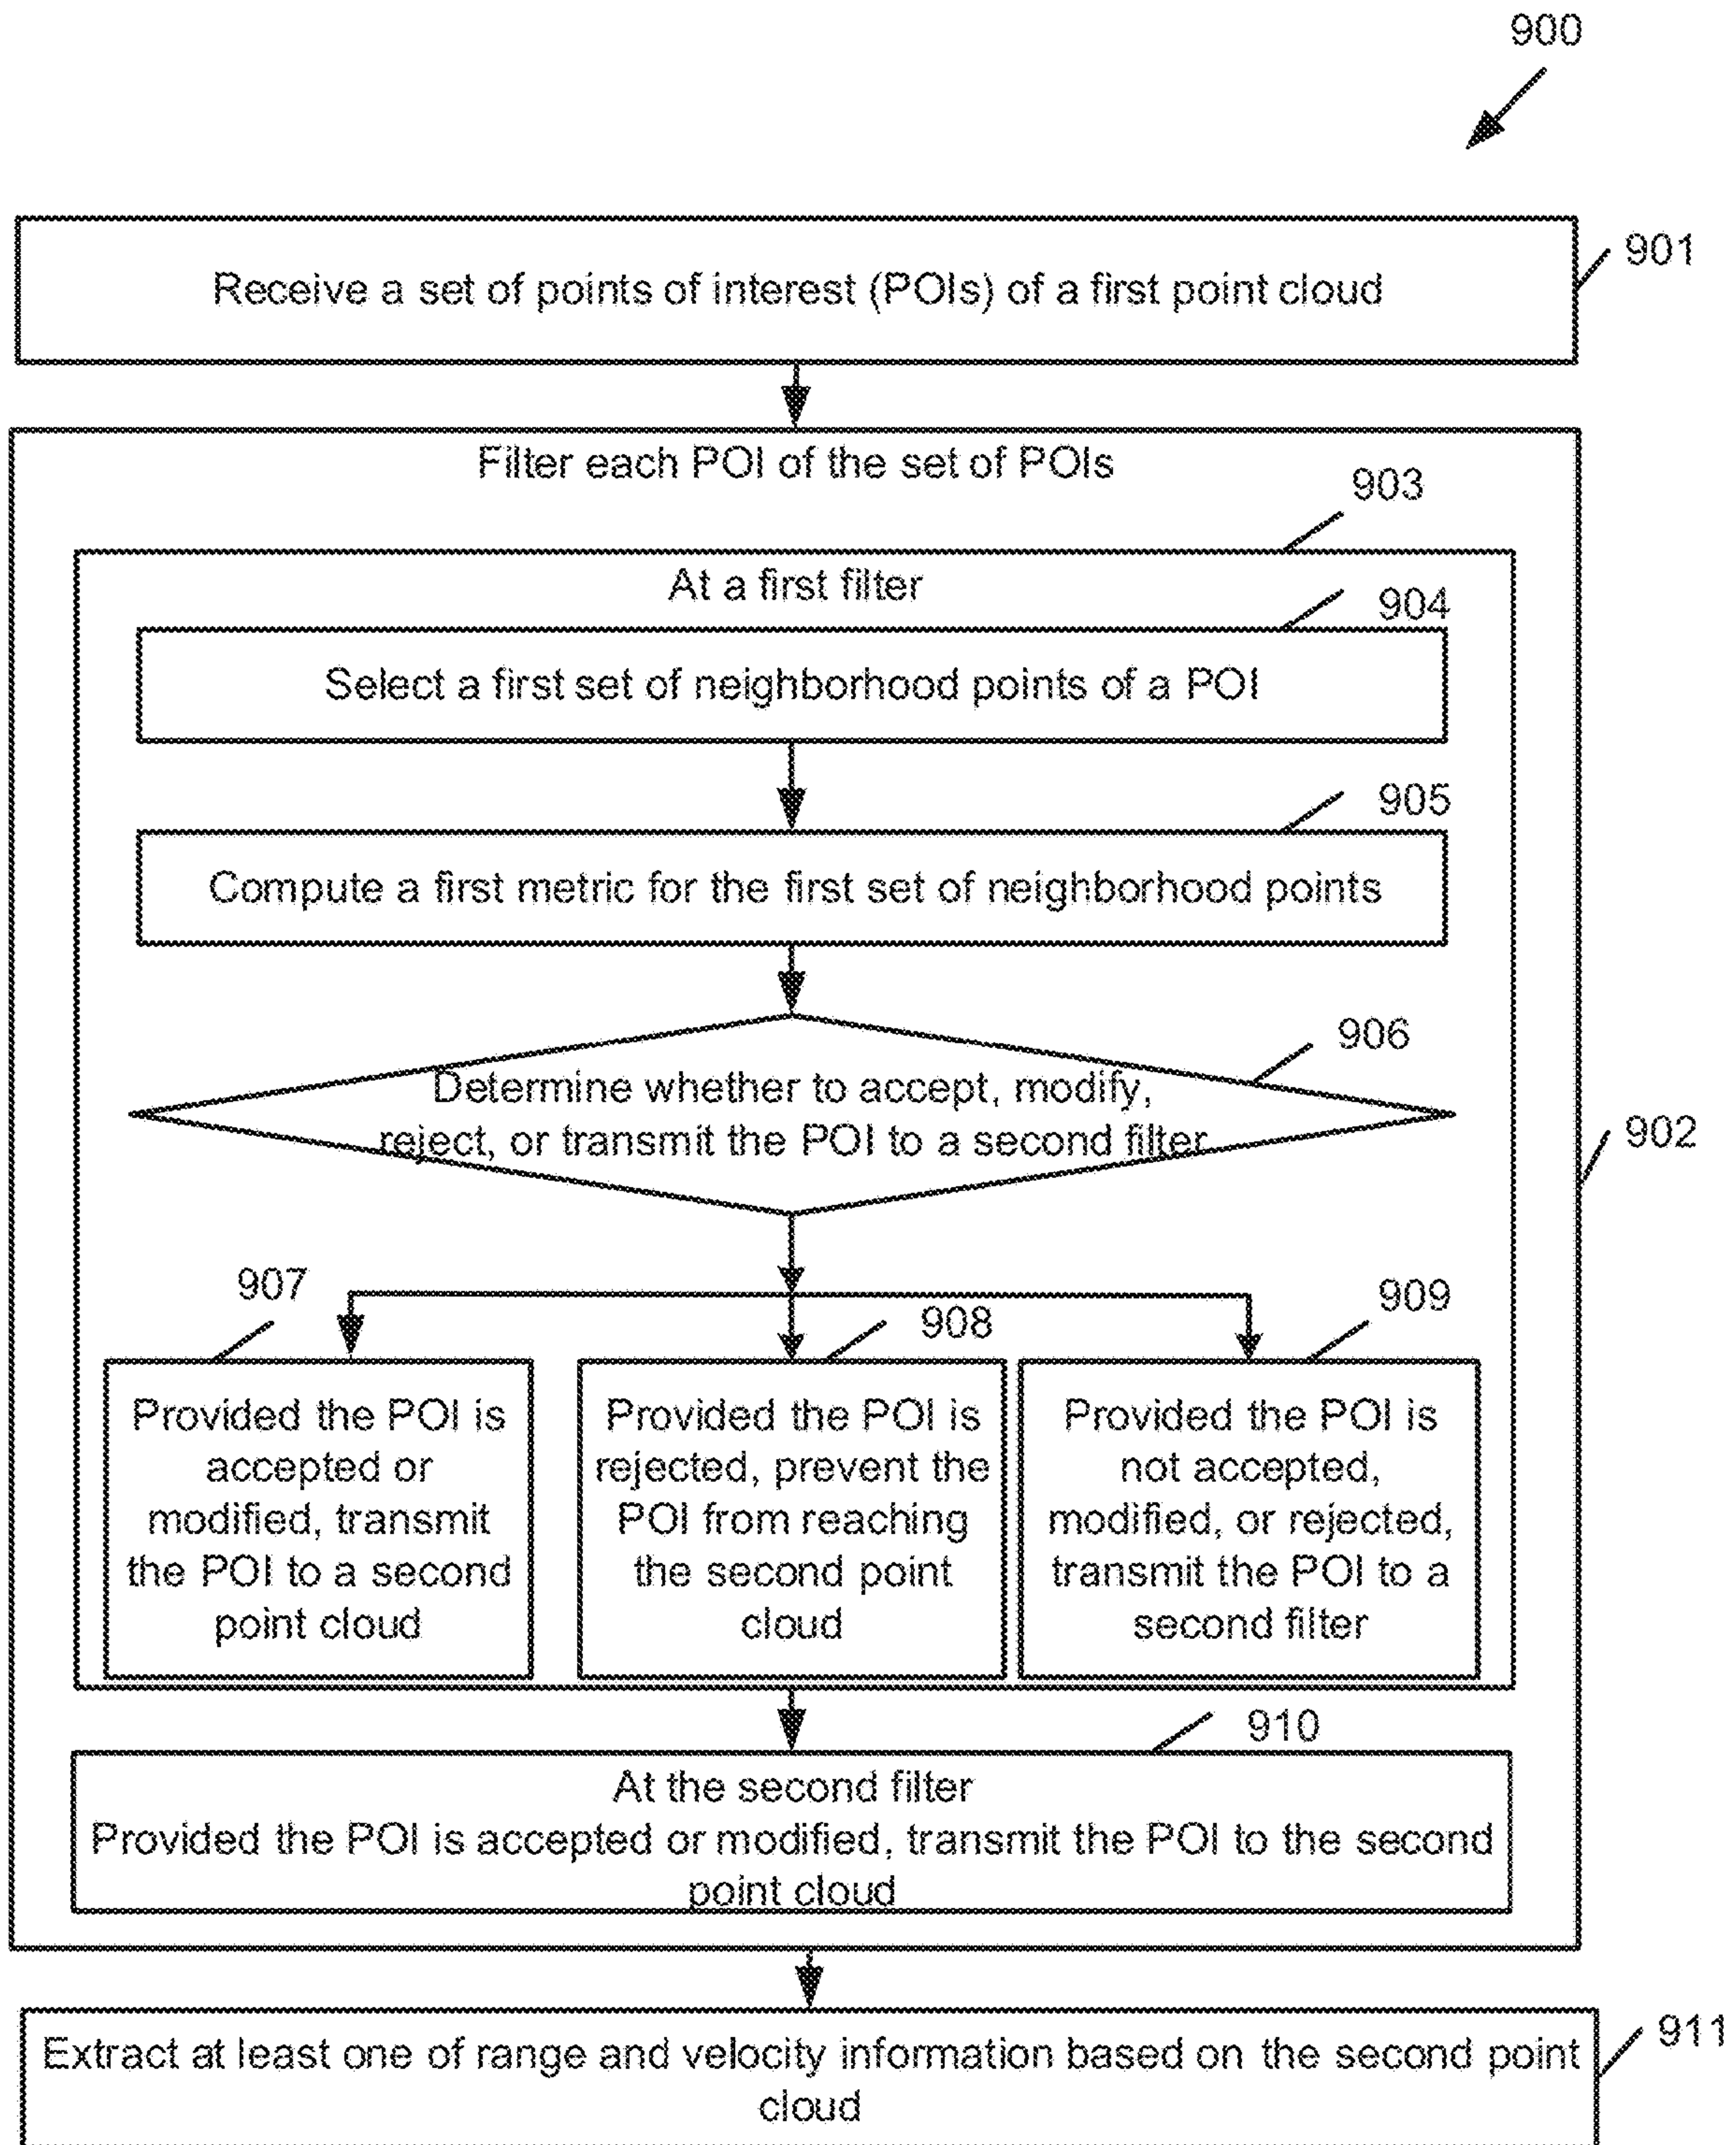 900
Receive a set of points of interest (POIs) of a first point cloud
901
Filter each POI of the set of POIs
903
At a first filter
904
Select a first set of neighborhood points of a POI
905
Compute a first metric for the first set of neighborhood points
906
Determine whether to accept, modify,
reject, or transmit the POI to a second filter
902
907
908
909
Provided the POI is
accepted or
modified, transmit
the POI to a second
point cloud
Provided the POI is
rejected, prevent the
POI from reaching
the second point
cloud
Provided the POI is
not accepted,
modified, or rejected,
transmit the POI to a
second filter
910
At the second filter
Provided the POI is accepted or modified, transmit the POI to the second
point cloud
Extract at least one of range and velocity information based on the second point
cloud
911